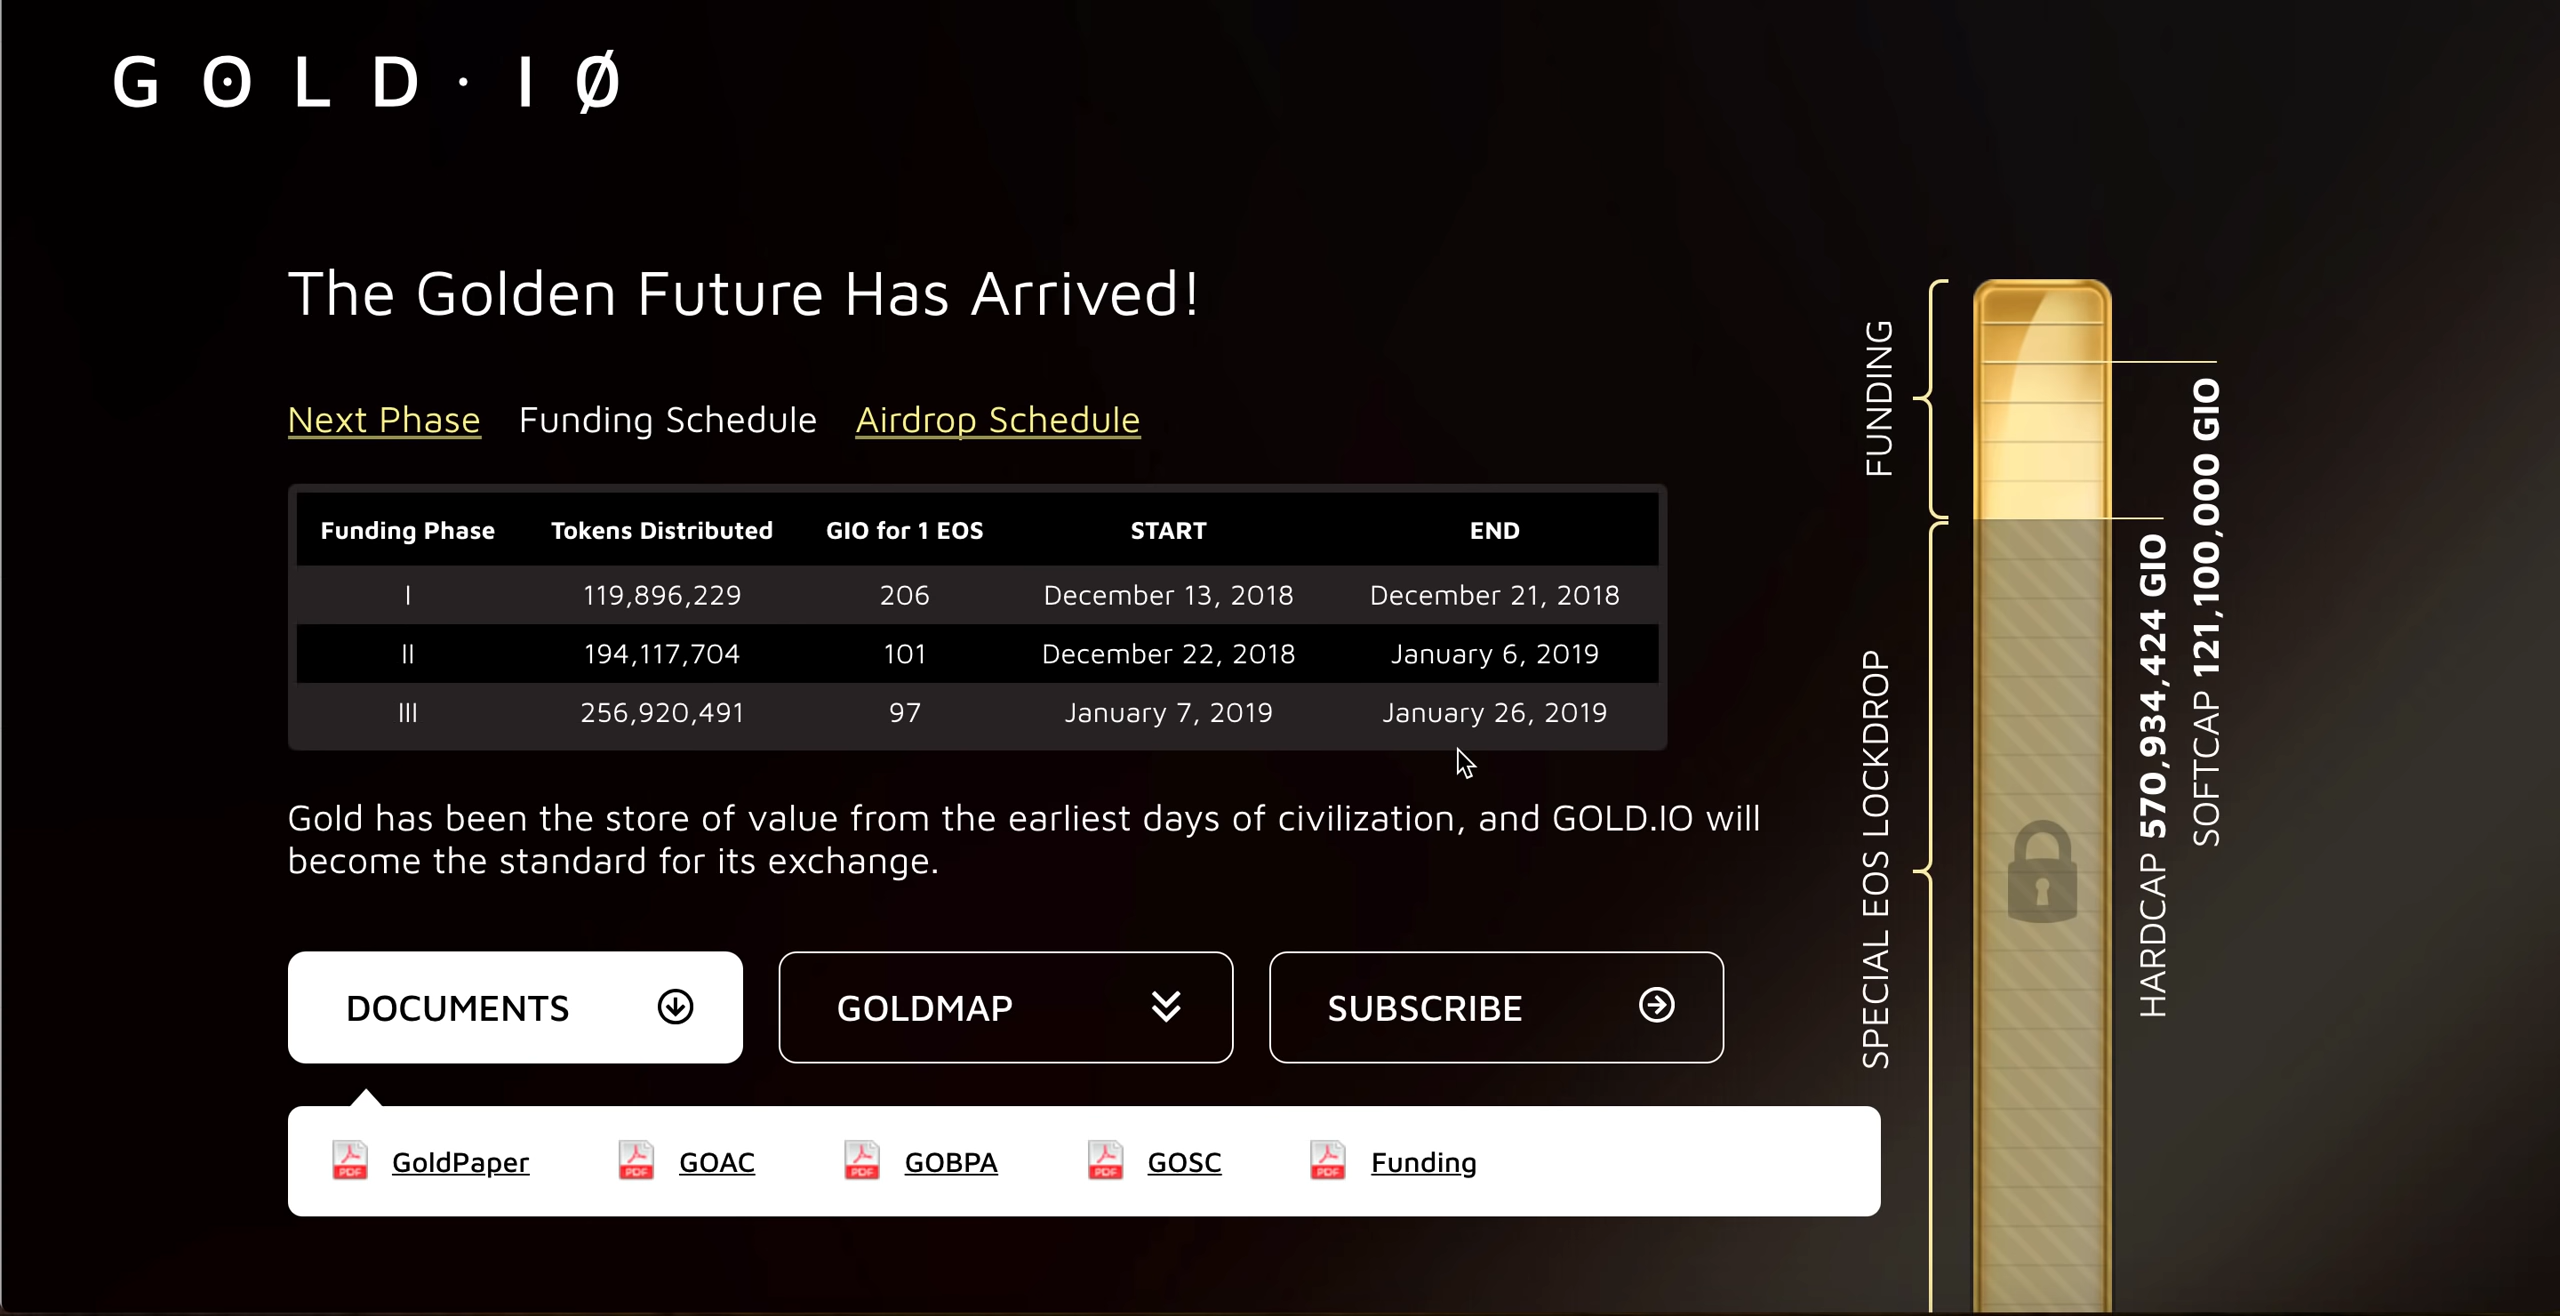 GOLD·IØ
The Golden Future Has Arrived!
Next Phase Funding Schedule Airdrop Schedule
Funding Phase Tokens Distributed GIO for 1 EOS START END
I 119,896,229 206 December 13, 2018 December 21, 2018
II 194,117,704 101 December 22, 2018 January 6, 2019
III 256,920,491 97 January 7, 2019 January 26, 2019
Gold has been the store of value from the earliest days of civilization, and GOLD.IO will
become the standard for its exchange.
DOCUMENTS GOLDMAP SUBSCRIBE
PDF GoldPaper PDF GOAC PDF GOBPA PDF GOSC PDF Funding
FUNDING
SPECIAL EOS LOCKDROP
HARDCAP 570,934,424 GIO
SOFTCAP 121,100,000 GIO